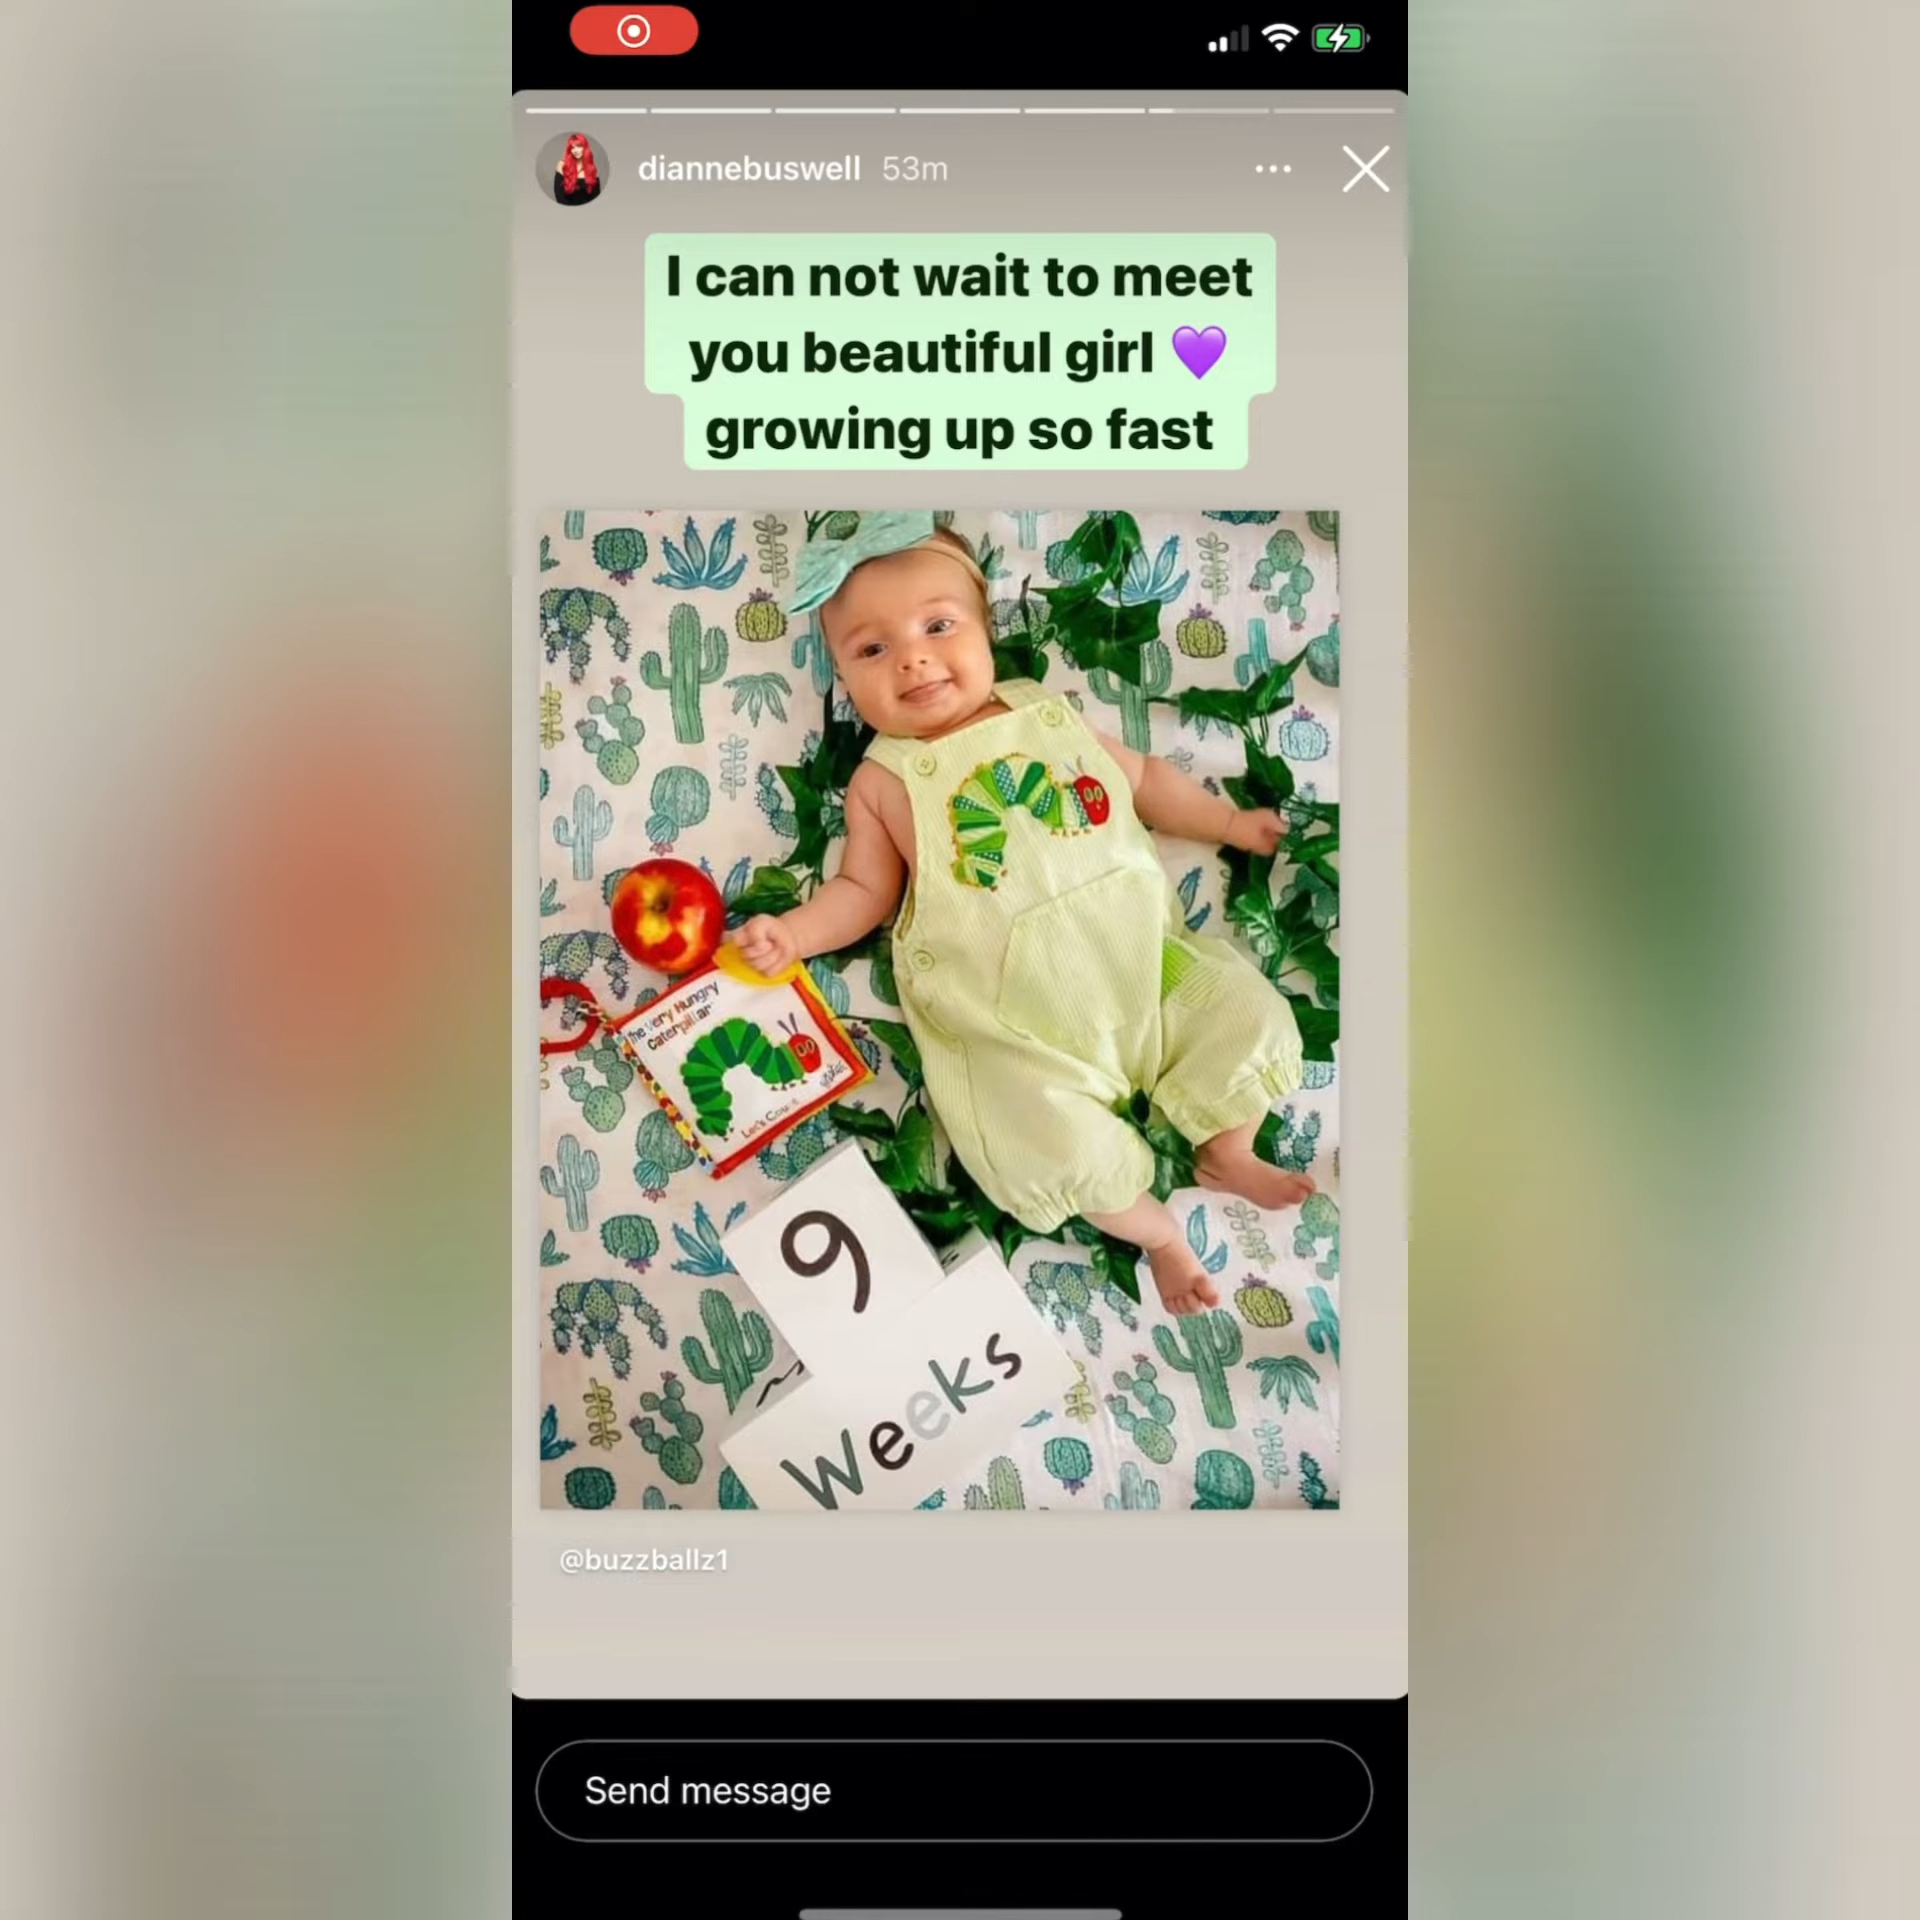 diannebuswell 53m
I can not wait to meet
you beautiful girl 💜
growing up so fast
The Very Hungry
Caterpillar
Let's Count
9
Weeks
@buzzballz1
Send message